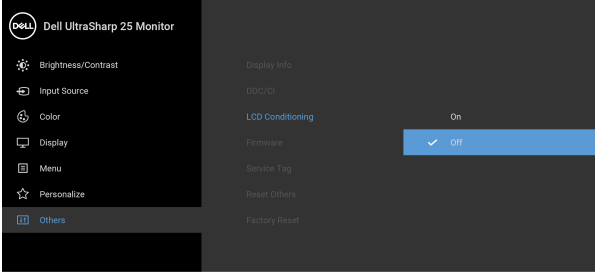 DELL
Dell UltraSharp 25 Monitor
Brightness/Contrast
Input Source
Color
Display
Menu
Personalize
Others
Display Info
DDC/CI
LCD Conditioning
Firmware
Service Tag
Reset Others
Factory Reset
On
Off